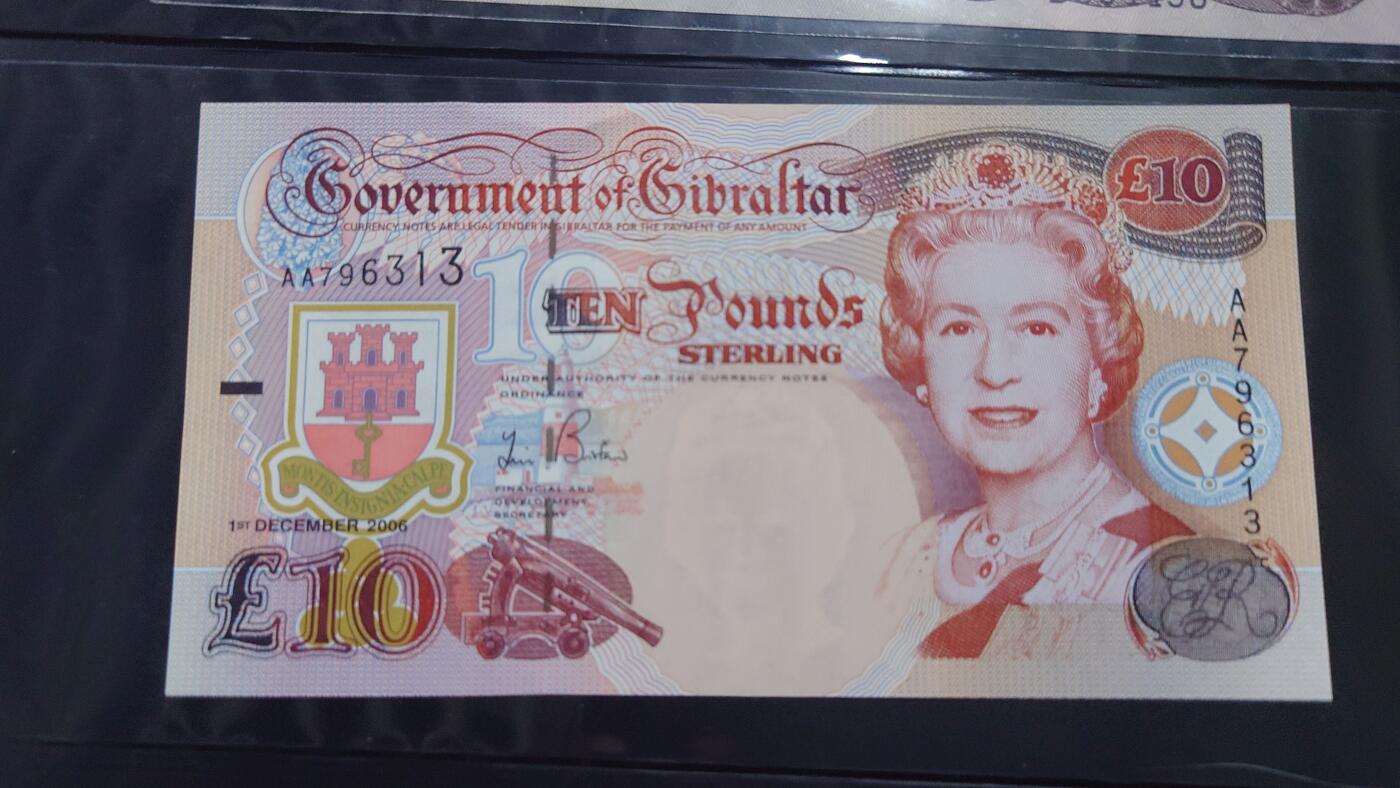 Government of Gibraltar
CURRENCY NOTES ARE LEGAL TENDER IN GIBRALTAR FOR THE PAYMENT OF ANY AMOUNT
£10
AA796313
10
TEN Pounds
STERLING
UNDER AUTHORITY OF THE CURRENCY NOTES
ORDINANCE
AA796313
MONTIS INSIGNIA CALPE
FINANCIAL AND
DEVELOPMENT
SECRETARY
1ST DECEMBER 2006
£10